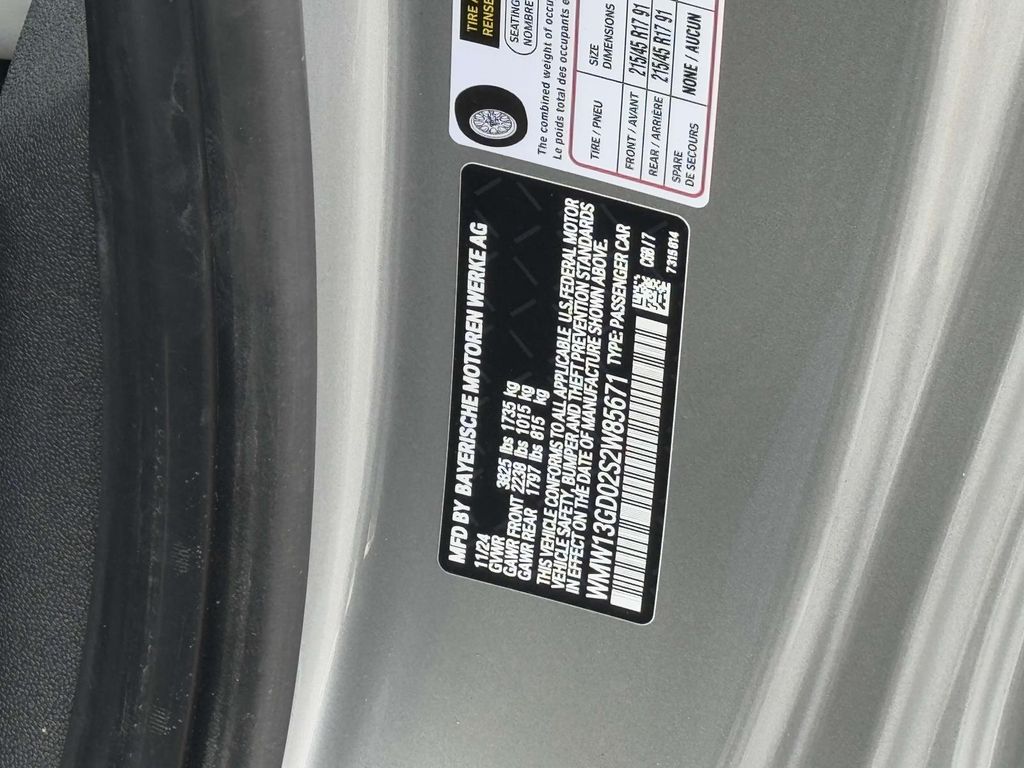 TIRE A
RENSE
SEATING
NOMBRE
The combined weight of occu
Le poids total des occupants e
TIRE / PNEU
SIZE
DIMENSIONS
FRONT / AVANT
215/45 R17 91
REAR / ARRIÈRE
215/45 R17 91
SPARE
DE SECOURS
NONE / AUCUN
MFD BY BAYERISCHE MOTOREN WERKE AG
11/24
GVWR 3825 lbs 1735 kg
GAWR FRONT 2238 lbs 1015 kg
GAWR REAR 1797 lbs 815 kg
THIS VEHICLE CONFORMS TO ALL APPLICABLE U.S. FEDERAL MOTOR
VEHICLE SAFETY, BUMPER AND THEFT PREVENTION STANDARDS
IN EFFECT ON THE DATE OF MANUFACTURE SHOWN ABOVE.
WMW13GD02S2W85671 TYPE: PASSENGER CAR
7 315 614